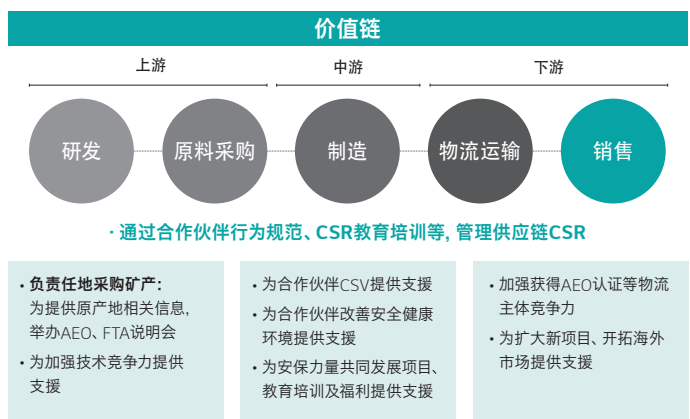 价值链
上游
中游
下游
研发
原料采购
制造
物流运输
销售
· 通过合作伙伴行为规范、CSR教育培训等, 管理供应链CSR
· 负责任地采购矿产:
为提供原产地相关信息,
举办AEO、FTA说明会
· 为加强技术竞争力提供
支援
· 为合作伙伴CSV提供支援
· 为合作伙伴改善安全健康
环境提供支援
· 为安保力量共同发展项目、
教育培训及福利提供支援
· 加强获得AEO认证等物流
主体竞争力
· 为扩大新项目、开拓海外
市场提供支援